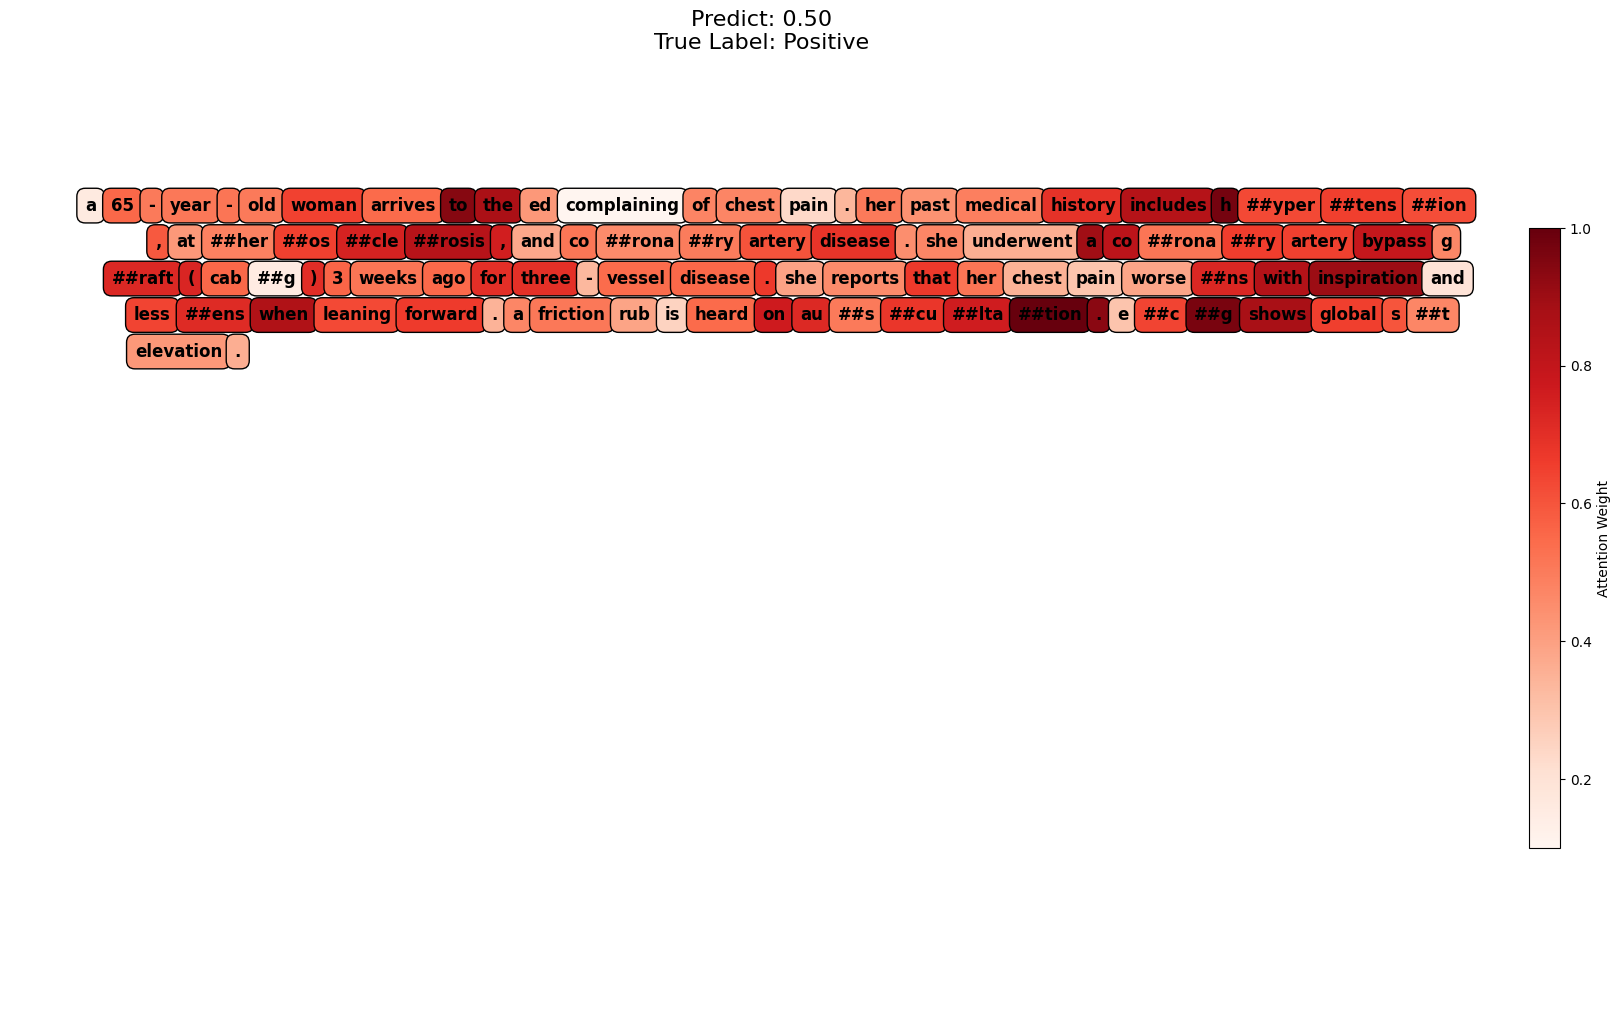 Predict: 0.50
True Label: Positive
a 65 - year - old woman arrives to the ed complaining of chest pain . her past medical history includes h ##yper ##tens ##ion
, at ##her ##os ##cle ##rosis , and co ##rona ##ry artery disease . she underwent a co ##rona ##ry artery bypass g
##raft ( cab ##g ) 3 weeks ago for three - vessel disease . she reports that her chest pain worse ##ns with inspiration and
less ##ens when leaning forward . a friction rub is heard on au ##s ##cu ##lta ##tion . e ##c ##g shows global s ##t
elevation .
1.0
0.8
0.6
0.4
0.2
Attention Weight